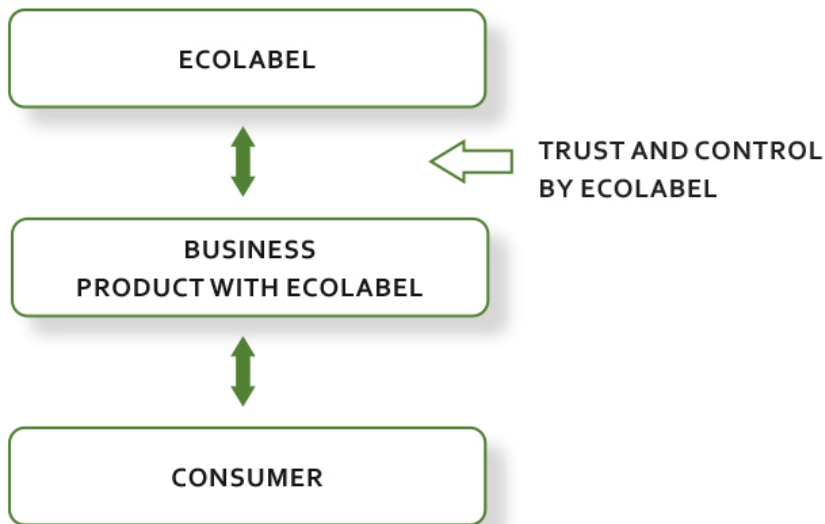 ECOLABEL
TRUST AND CONTROL
BY ECOLABEL
BUSINESS
PRODUCT WITH ECOLABEL
CONSUMER